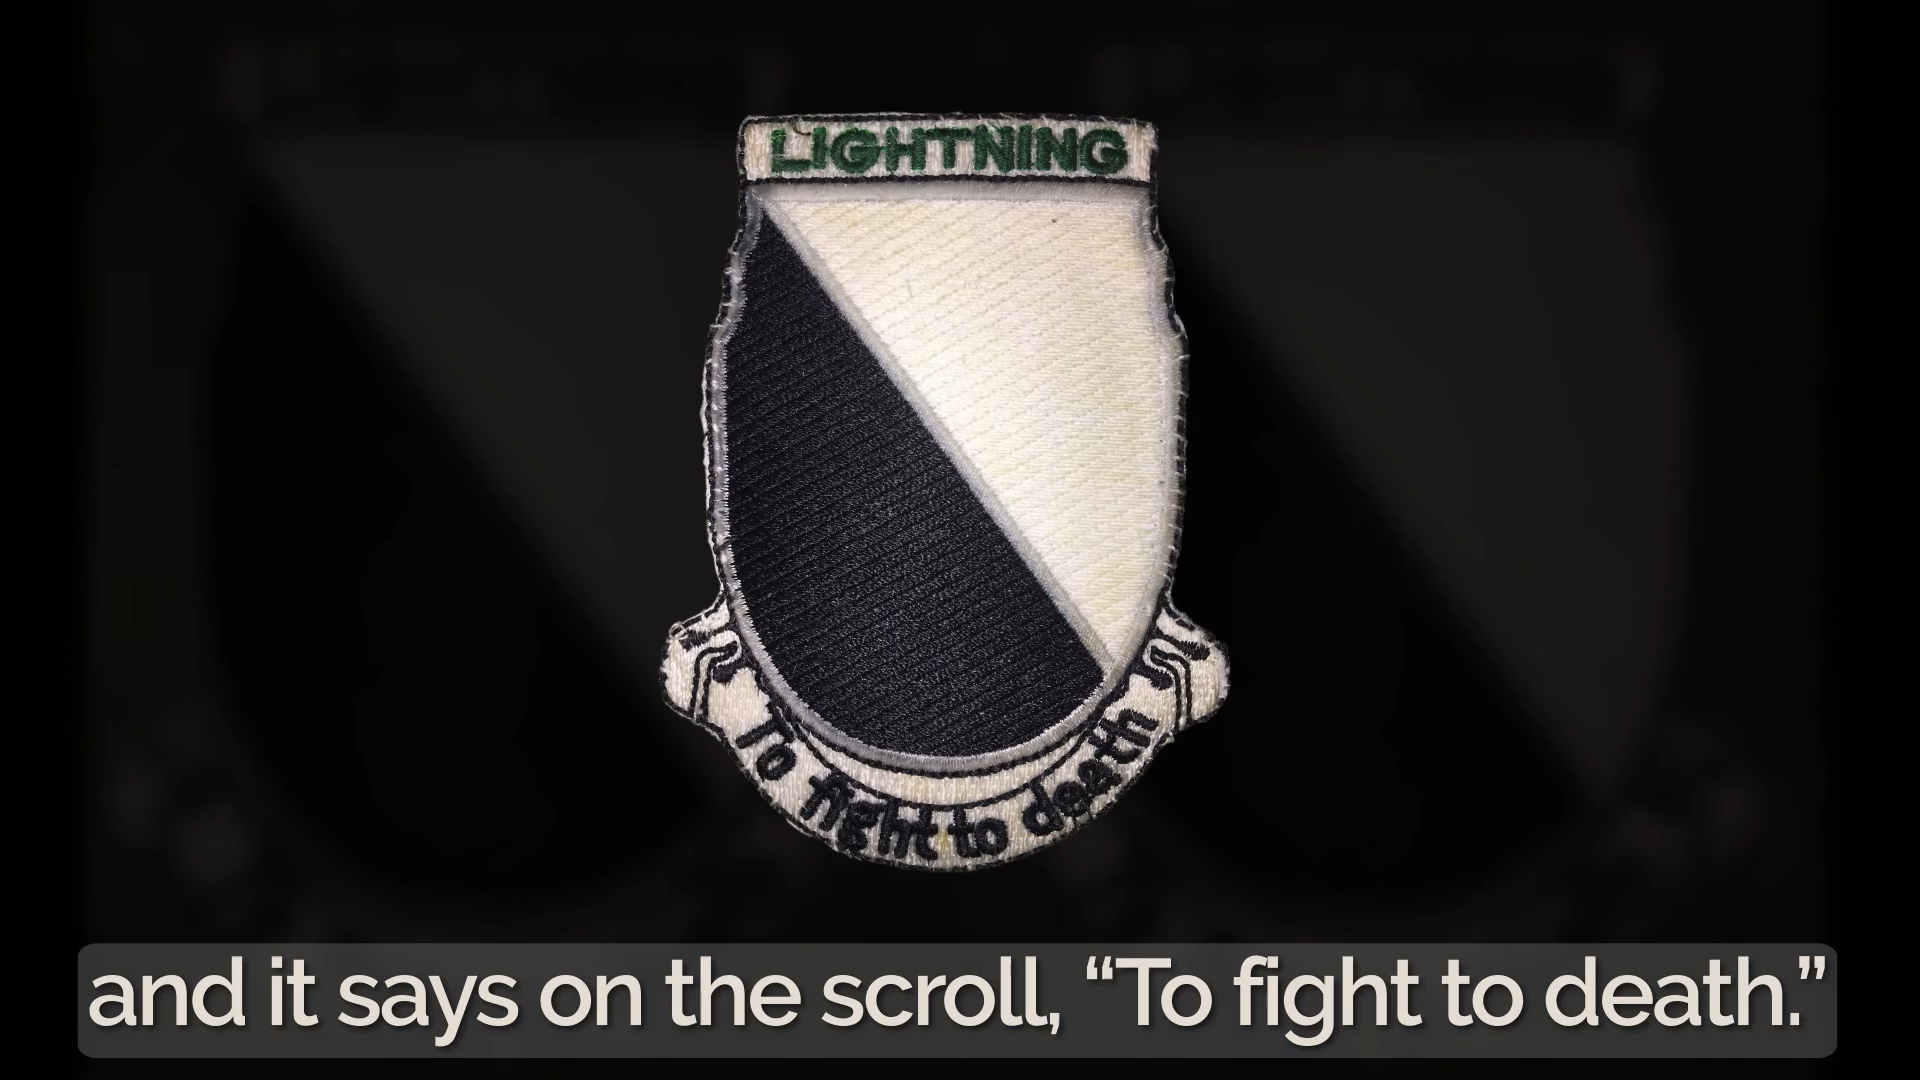 LIGHTNING
To fight to death
and it says on the scroll, “To fight to death.”